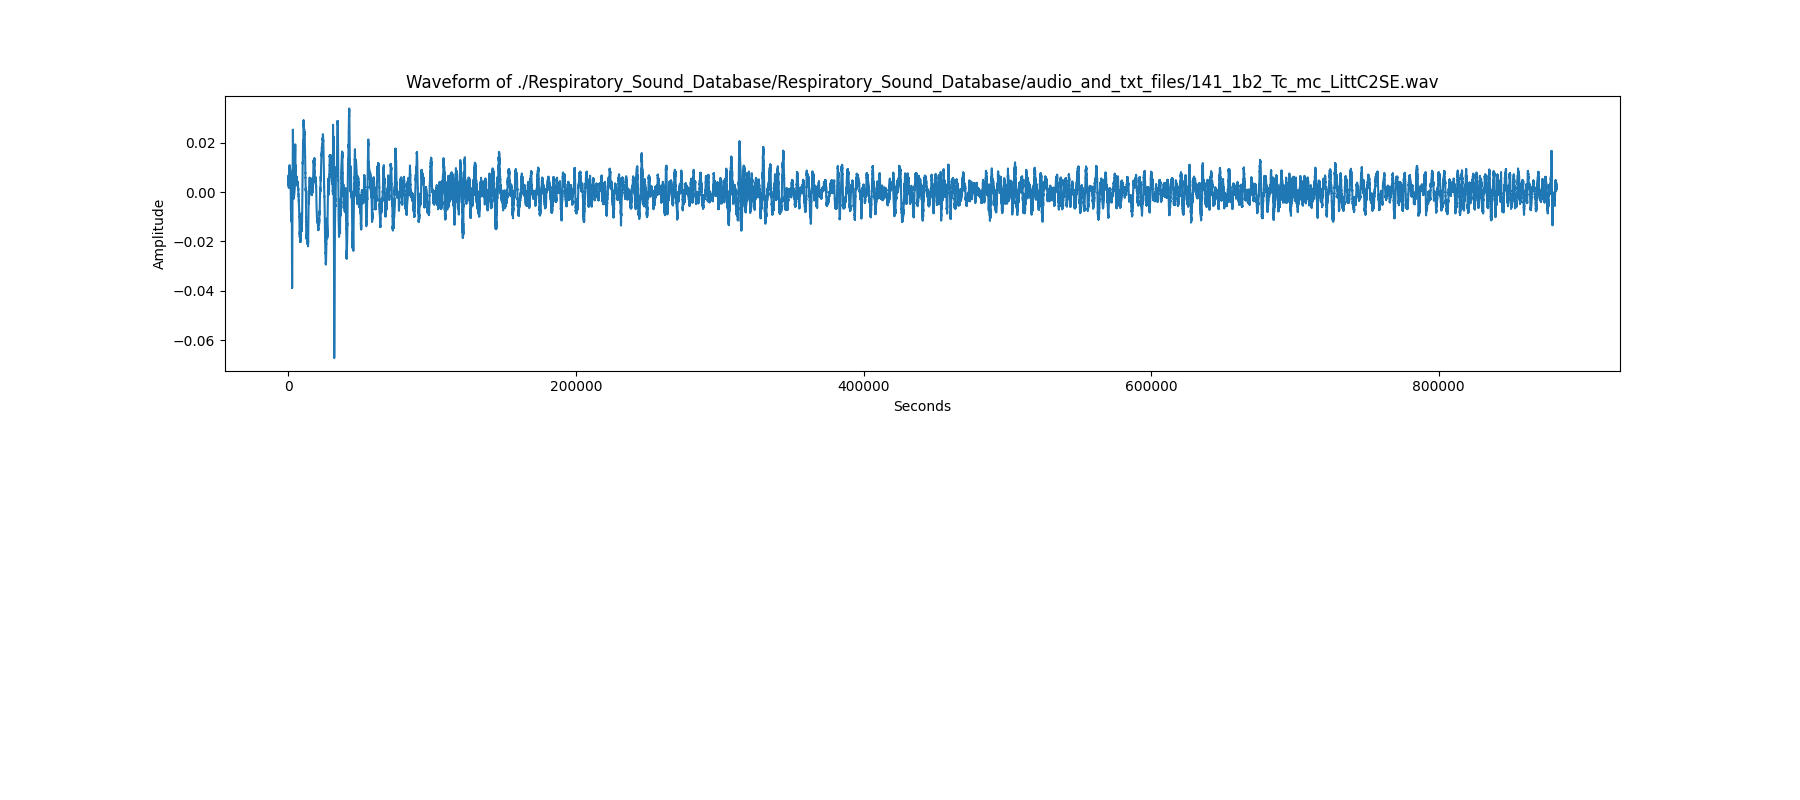 Waveform of ./Respiratory_Sound_Database/Respiratory_Sound_Database/audio_and_txt_files/141_1b2_Tc_mc_LittC2SE.wav
0.02
0.00
−0.02
−0.04
−0.06
Amplitude
0 200000 400000 600000 800000
Seconds